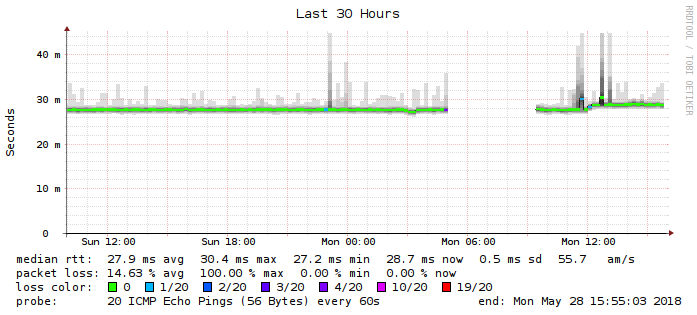 Last 30 Hours
RRDTOOL / TOBI OETIKER
Seconds
40 m
30 m
20 m
10 m
0
Sun 12:00 Sun 18:00 Mon 00:00 Mon 06:00 Mon 12:00
median rtt: 27.9 ms avg 30.4 ms max 27.2 ms min 28.7 ms now 0.5 ms sd 55.7 am/s
packet loss: 14.63 % avg 100.00 % max 0.00 % min 0.00 % now
loss color: 0 1/20 2/20 3/20 4/20 10/20 19/20
probe: 20 ICMP Echo Pings (56 Bytes) every 60s end: Mon May 28 15:55:03 2018